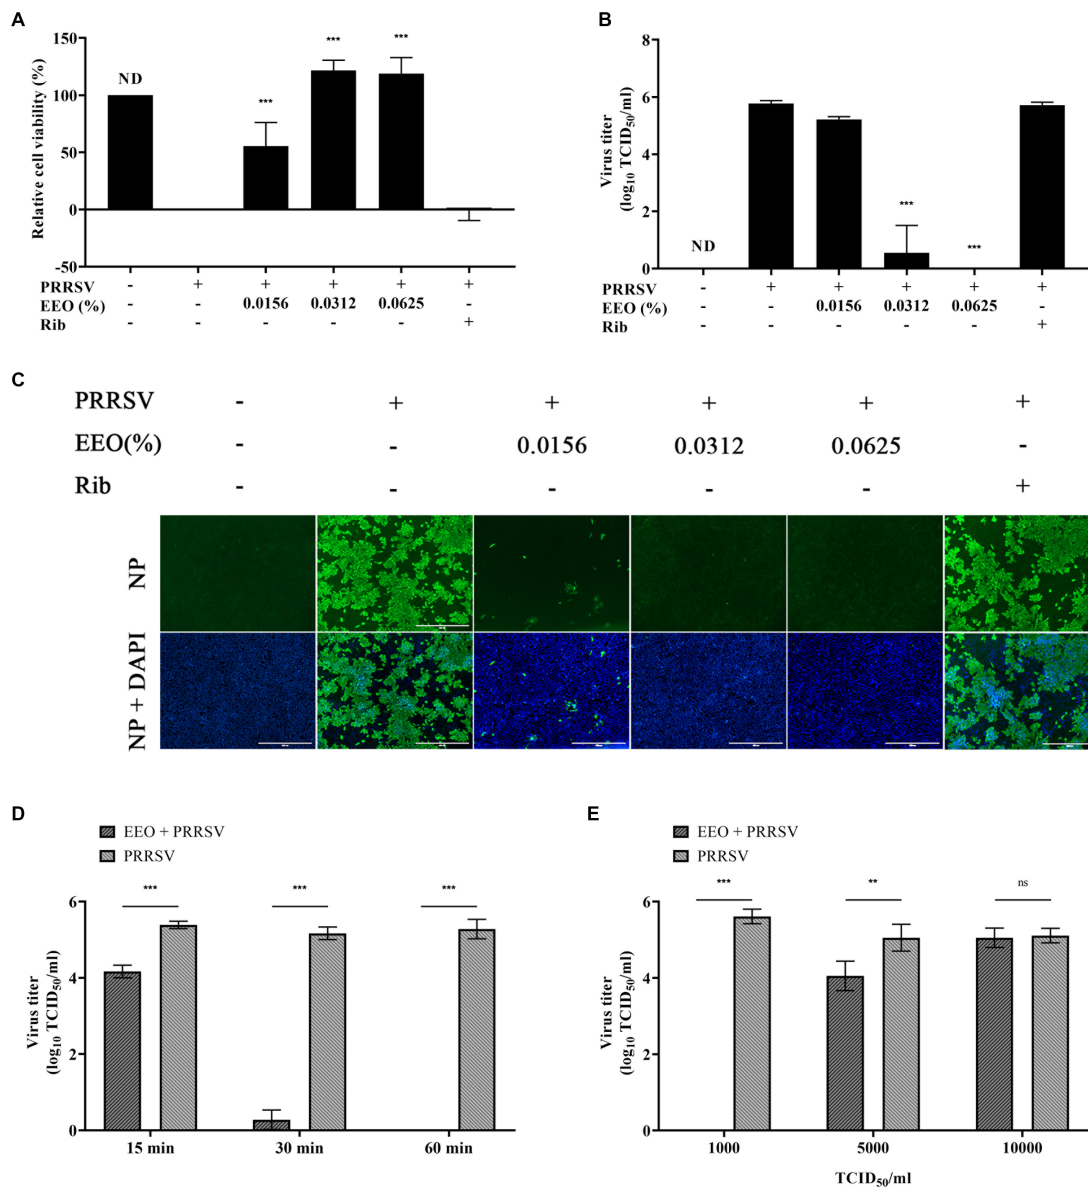 A
Relative cell viability (%)
150
100
50
0
-50
ND
***
***
***
PRRSV - + + + + +
EEO (%) - - 0.0156 0.0312 0.0625 -
Rib - - - - - +
B
Virus titer
(log10 TCID50/ml)
8
6
4
2
0
ND
***
***
PRRSV - + + + + +
EEO (%) - - 0.0156 0.0312 0.0625 -
Rib - - - - - +
C
PRRSV - + + + + +
EEO(%) - - 0.0156 0.0312 0.0625 -
Rib - - - - - +
NP
NP + DAPI
D
EEO + PRRSV
PRRSV
Virus titer
(log10 TCID50/ml)
6
4
2
0
*** *** ***
15 min 30 min 60 min
E
EEO + PRRSV
PRRSV
Virus titer
(log10 TCID50/ml)
6
4
2
0
*** ** ns
1000 5000 10000
TCID50/ml